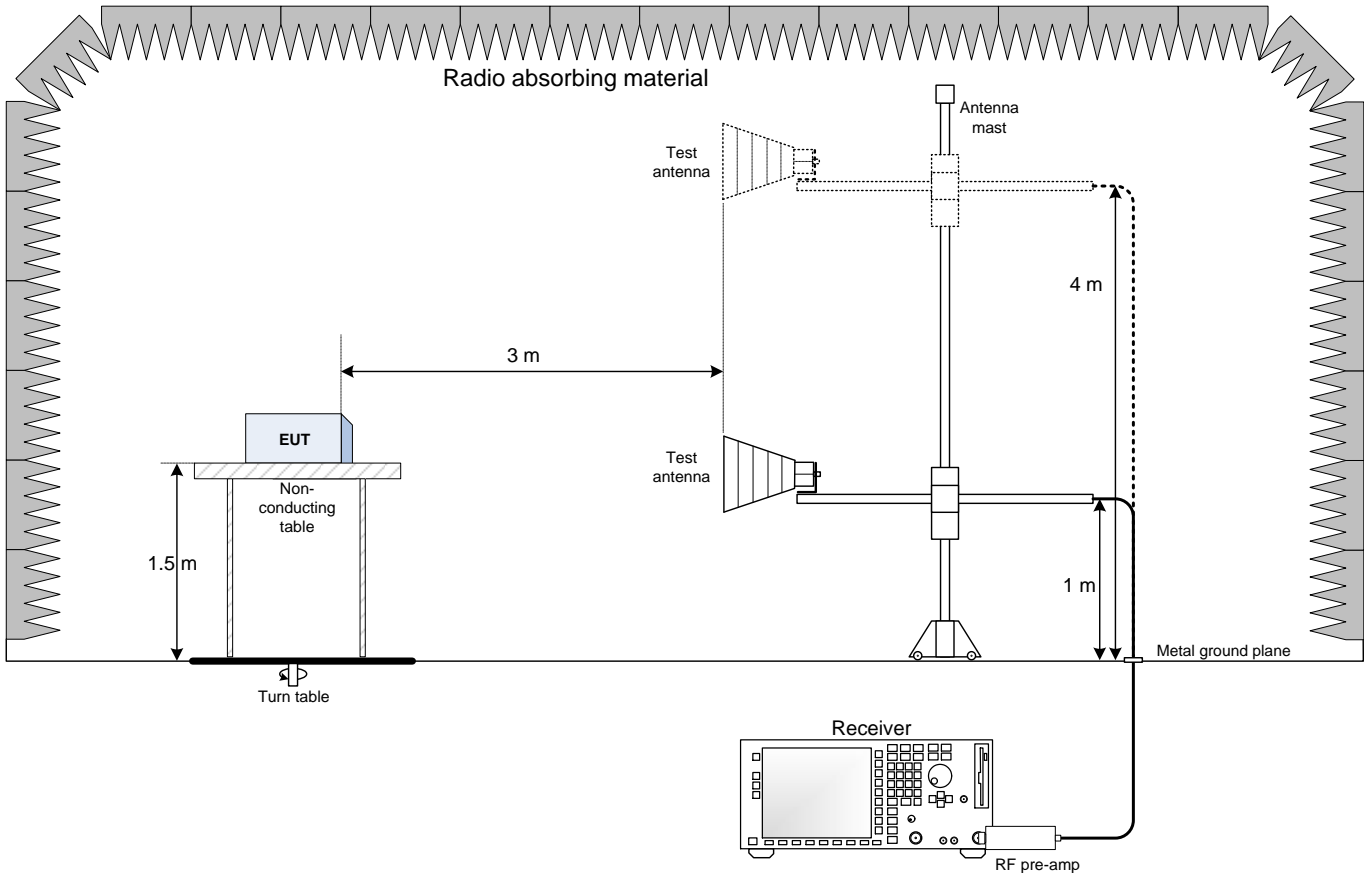 Radio absorbing material
Antenna
mast
Test
antenna
4 m
3 m
EUT
Test
antenna
Non-
conducting
table
1.5 m
1 m
Metal ground plane
Turn table
Receiver
RF pre-amp